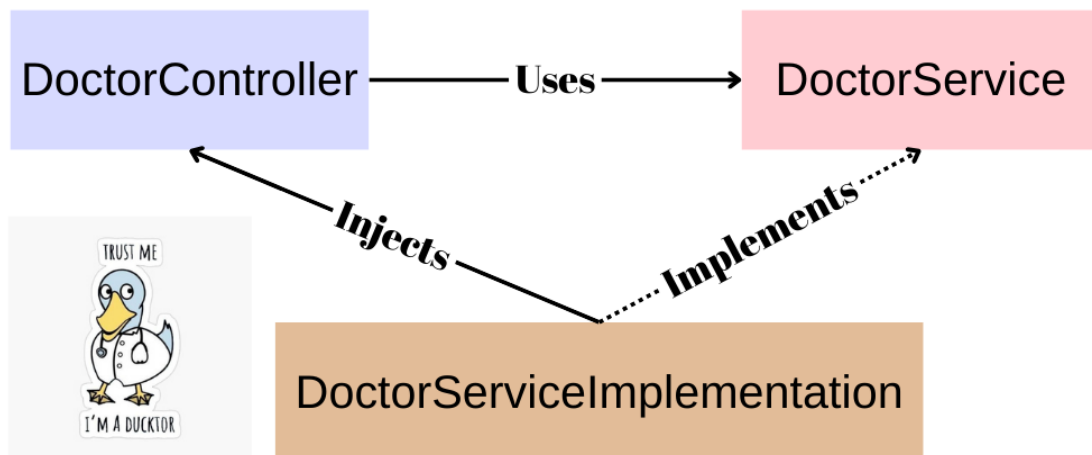 DoctorController
Uses
DoctorService
Injects
Implements
TRUST ME
I'M A DUCKTOR
DoctorServiceImplementation